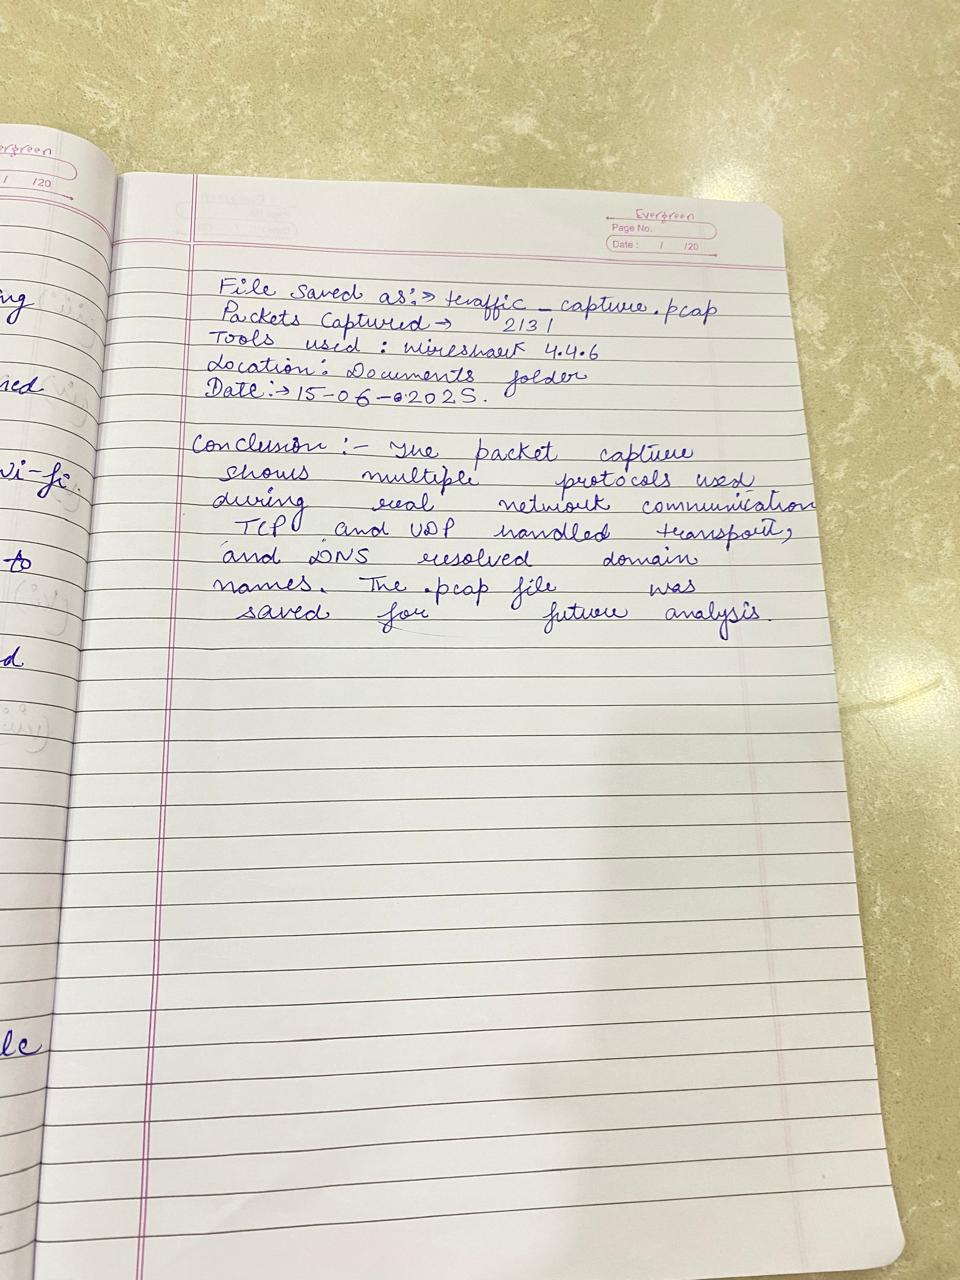 ergreen
/ /20
ng
ned
Wi-fi.
to
d
le
Evergreen
Page No.
Date : / /20
File saved as:→ traffic_capture.pcap
Packets Captured → 2131
Tools used : Wireshark 4.4.6
Location: Documents folder
Date:→ 15-06-2025.
Conclusion :- The packet capture
shows multiple protocols used
during real network communication
TCP and UDP handled transport,
and DNS resolved domain
names. The .pcap file was
saved for future analysis.